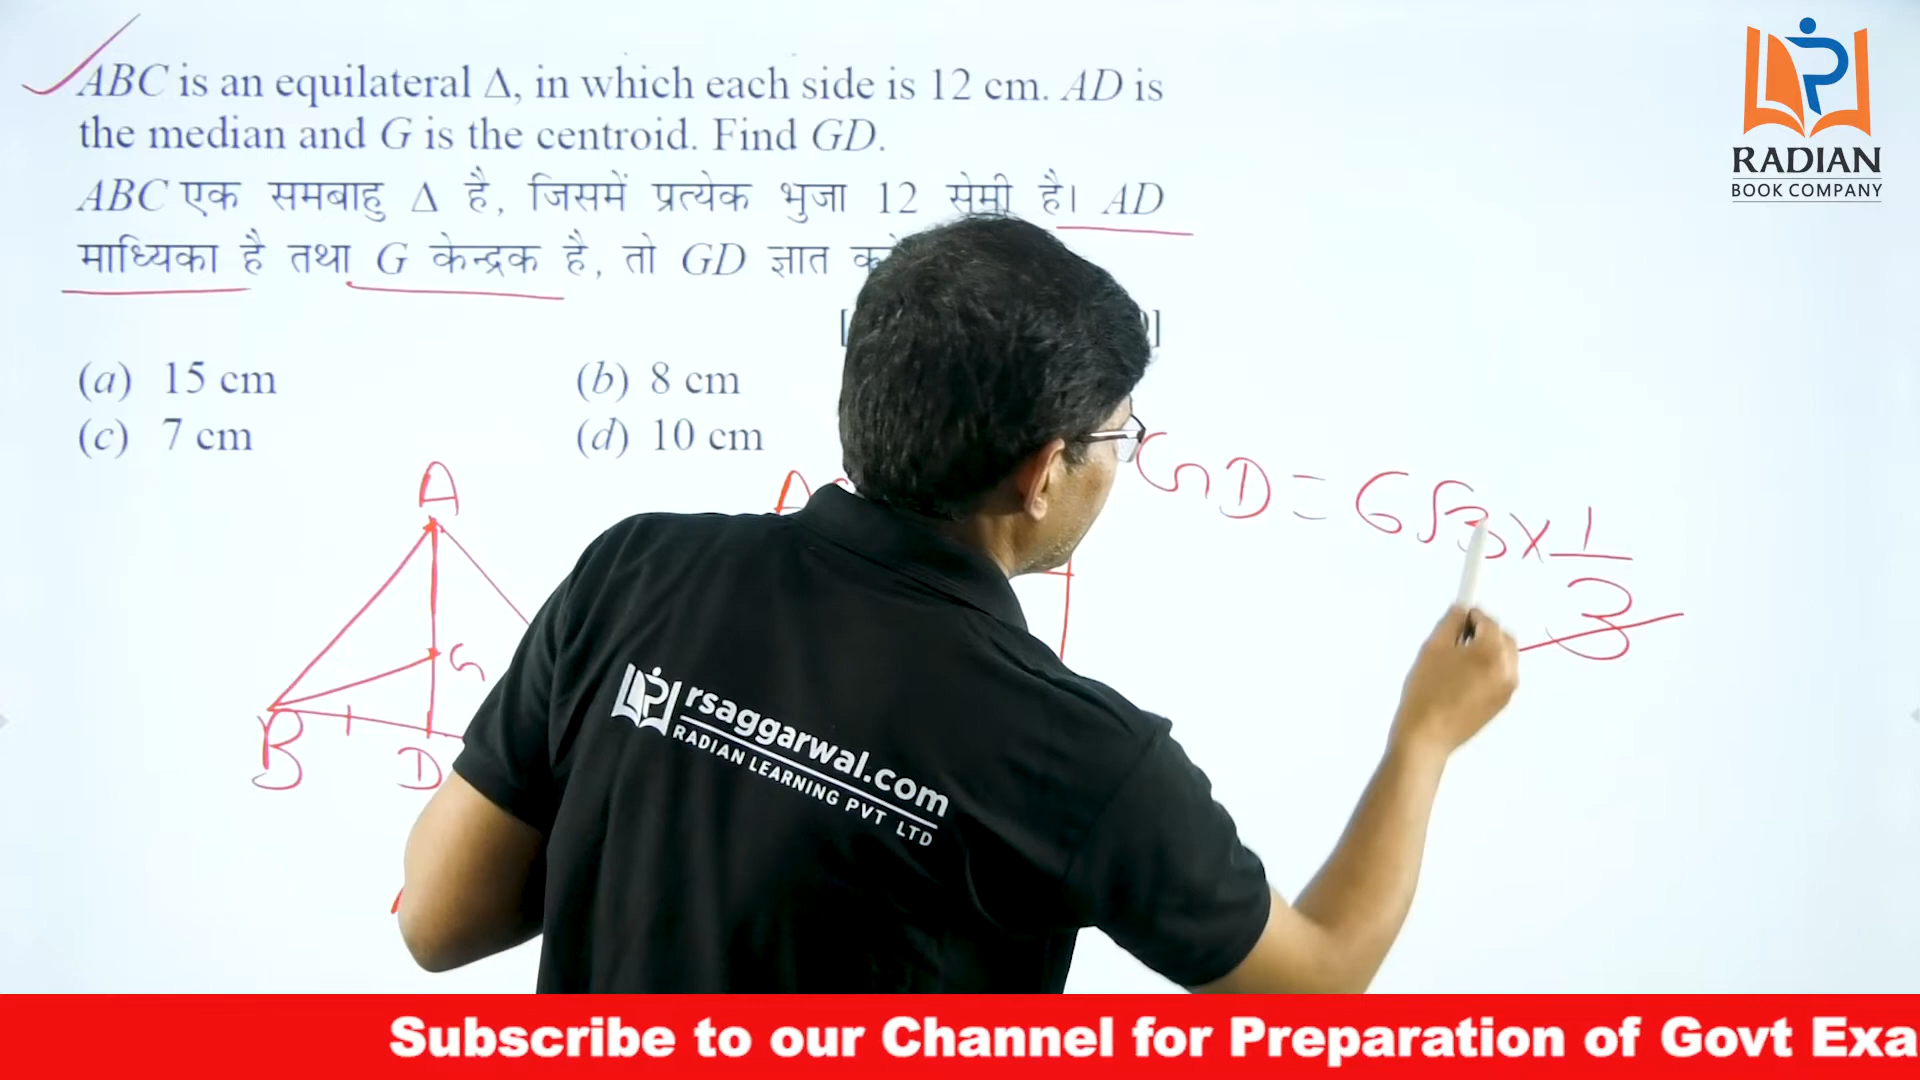 ABC is an equilateral Δ, in which each side is 12 cm. AD is
the median and G is the centroid. Find GD.
ABC एक समबाहु Δ है, जिसमें प्रत्येक भुजा 12 सेमी है। AD
माध्यिका है तथा G केन्द्रक है, तो GD ज्ञात
(a) 15 cm
(b) 8 cm
(c) 7 cm
(d) 10 cm
A
G
B
D
A
GD = 6√3 × 1/3
RADIAN
BOOK COMPANY
rsaggarwal.com
RADIAN LEARNING PVT LTD
Subscribe to our Channel for Preparation of Govt Exa